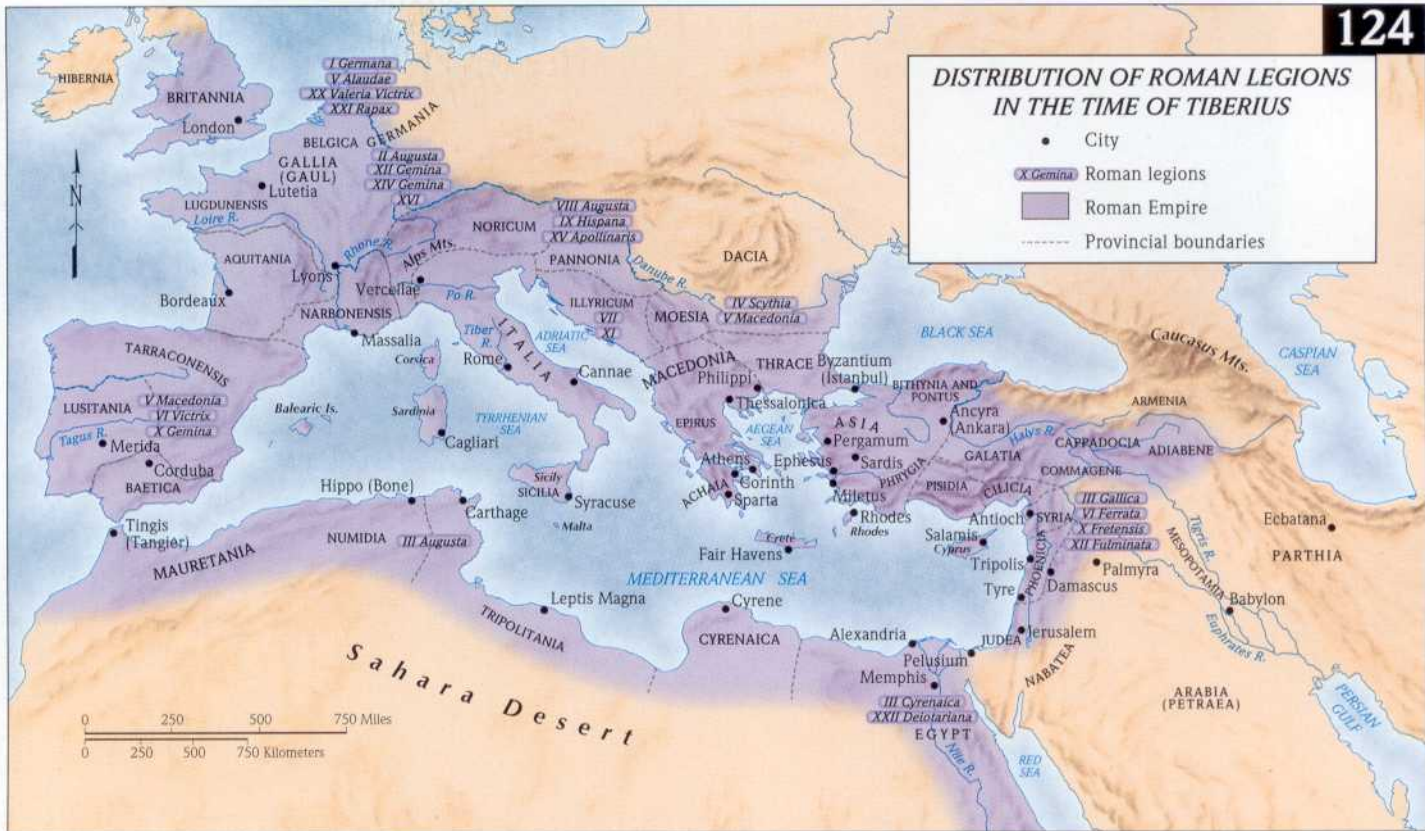 124
DISTRIBUTION OF ROMAN LEGIONS
IN THE TIME OF TIBERIUS
City
X Gemina Roman legions
Roman Empire
Provincial boundaries
HIBERNIA
BRITANNIA
London
I Germana
V Alaudae
XX Valeria Victrix
XXI Rapax
BELGICA
GERMANIA
GALLIA
(GAUL)
Lutetia
LUGDUNENSIS
Loire R.
II Augusta
XII Gemina
XIV Gemina
XVI
N
AQUITANIA
Bordeaux
Lyons
Rhone R.
Alps Mts.
Vercellae
NARBONENSIS
Massalia
NORICUM
VIII Augusta
IX Hispana
XV Apollinaris
PANNONIA
Danube R.
DACIA
Po R.
ILLYRICUM
VII
XI
MOESIA
IV Scythia
V Macedonia
BLACK SEA
Caucasus Mts.
CASPIAN
SEA
TARRACONENSIS
LUSITANIA
V Macedonia
VI Victrix
X Gemina
Tagus R.
Merida
Corduba
BAETICA
Balearic Is.
Corsica
Sardinia
Cagliari
Tiber
R.
Rome
ITALIA
ADRIATIC
SEA
Cannae
TYRRHENIAN
SEA
Sicily
SICILIA
Syracuse
Malta
MACEDONIA
THRACE
Philippi
Thessalonica
Byzantium
(Istanbul)
EPIRUS
AEGEAN
SEA
Athens
Corinth
ACHAIA
Sparta
BITHYNIA AND
PONTUS
Ancyra
(Ankara)
ASIA
Pergamum
Ephesus
Sardis
Miletus
PHRYGIA
GALATIA
Halys R.
CAPPADOCIA
ARMENIA
ADIABENE
COMMAGENE
PISIDIA
CILICIA
Rhodes
Rhodes
Crete
Fair Havens
Salamis
Cyprus
Antioch
SYRIA
III Gallica
VI Ferrata
X Fretensis
XII Fulminata
Tripolis
PHOENICIA
Tyre
Damascus
Palmyra
Tigris R.
MESOPOTAMIA
Ecbatana
PARTHIA
Babylon
Euphrates R.
Tingis
(Tangier)
MAURETANIA
Hippo (Bone)
Carthage
NUMIDIA
III Augusta
MEDITERRANEAN SEA
Leptis Magna
TRIPOLITANIA
Cyrene
CYRENAICA
Alexandria
Pelusium
Memphis
JUDEA
Jerusalem
NABATEA
III Cyrenaica
XXII Deiotariana
EGYPT
Nile R.
RED
SEA
ARABIA
(PETRAEA)
PERSIAN
GULF
Sahara Desert
0 250 500 750 Miles
0 250 500 750 Kilometers